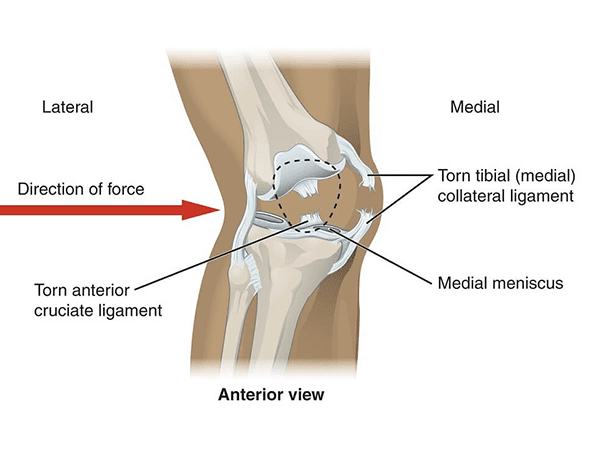 Lateral
Medial
Direction of force
Torn tibial (medial)
collateral ligament
Torn anterior
cruciate ligament
Medial meniscus
Anterior view